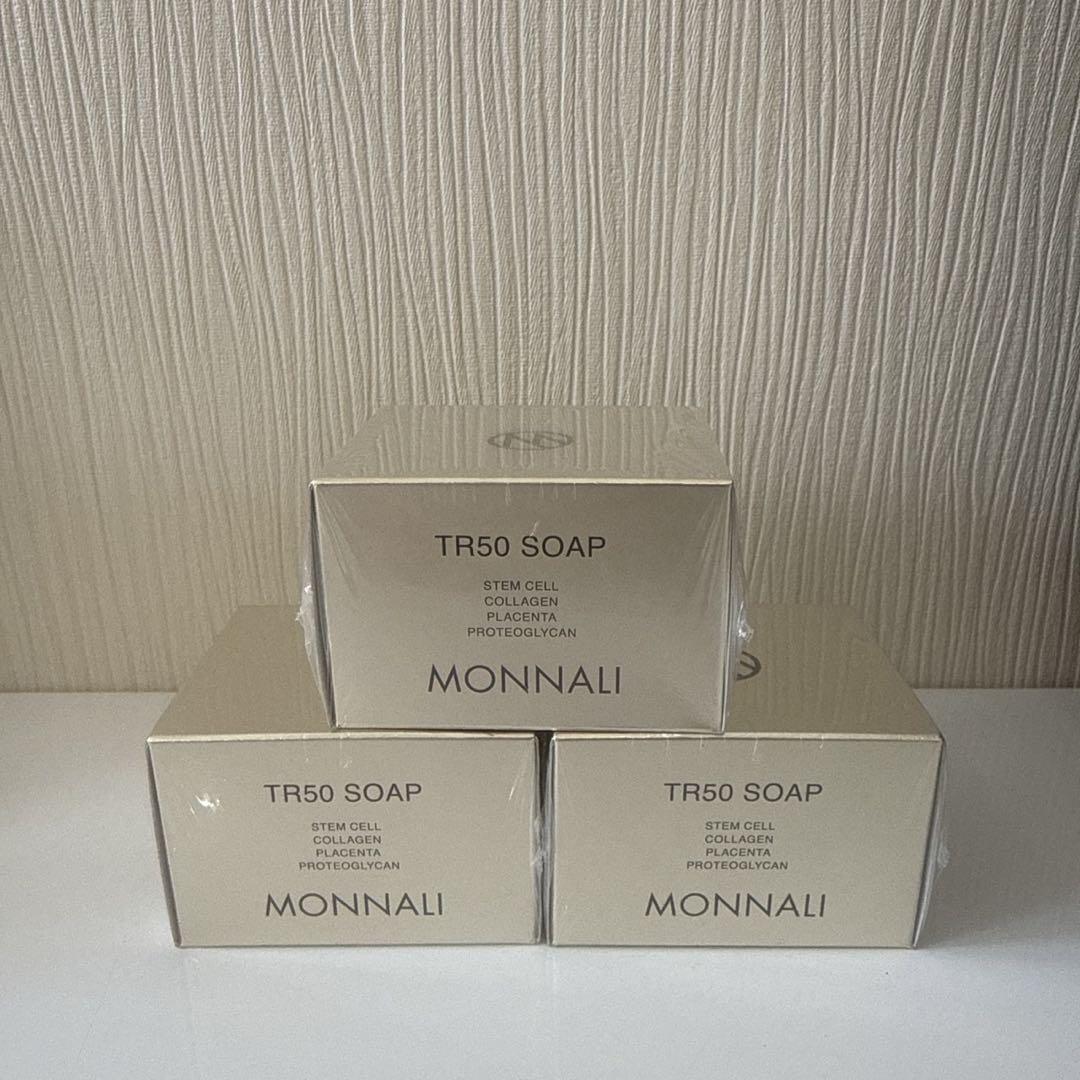 TR50 SOAP
STEM CELL
COLLAGEN
PLACENTA
PROTEOGLYCAN
MONNALI
TR50 SOAP
STEM CELL
COLLAGEN
PLACENTA
PROTEOGLYCAN
MONNALI
TR50 SOAP
STEM CELL
COLLAGEN
PLACENTA
PROTEOGLYCAN
MONNALI